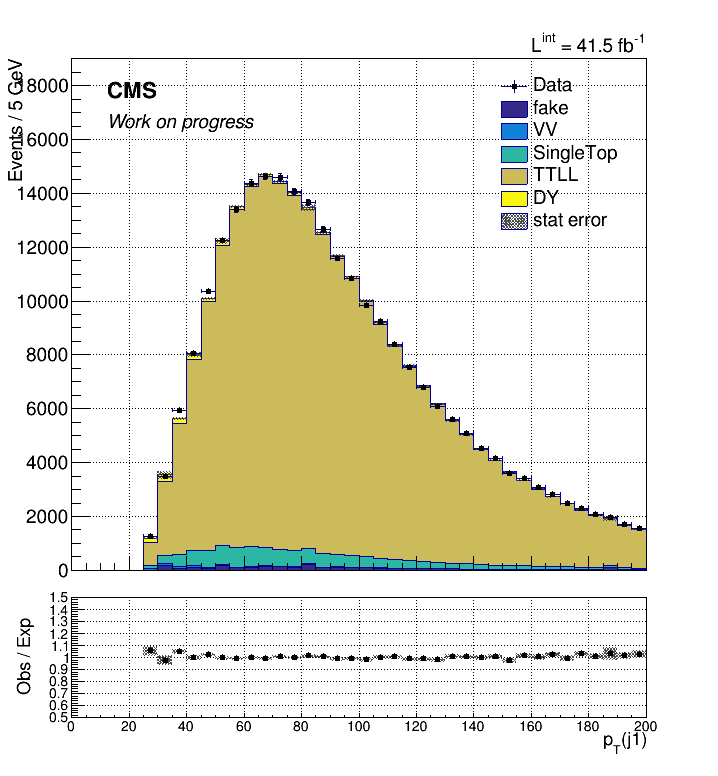 L^int = 41.5 fb^-1
Events / 5 GeV
18000
16000
14000
12000
10000
8000
6000
4000
2000
0
CMS
Work on progress
Data
fake
VV
SingleTop
TTLL
DY
stat error
Obs / Exp
1.5
1.4
1.3
1.2
1.1
1
0.9
0.8
0.7
0.6
0.5
0 20 40 60 80 100 120 140 160 180 200
p_T(j1)